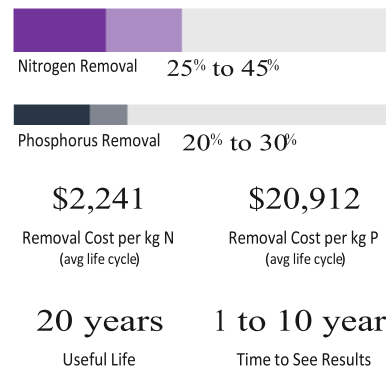 Nitrogen Removal 25% to 45%
Phosphorus Removal 20% to 30%
$2,241 $20,912
Removal Cost per kg N Removal Cost per kg P
(avg life cycle) (avg life cycle)
20 years 1 to 10 year
Useful Life Time to See Results